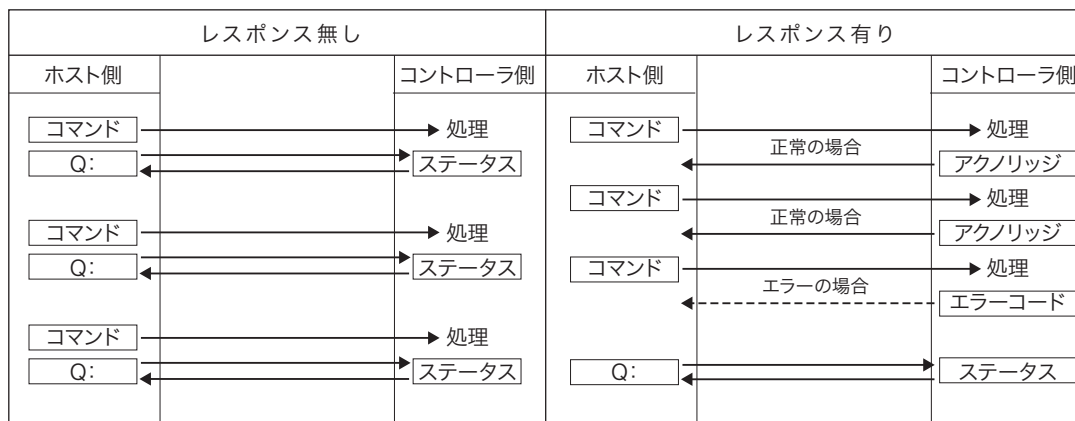 レスポンス無し
ホスト側
コントローラ側
コマンド
処理
Q:
ステータス
コマンド
処理
Q:
ステータス
コマンド
処理
Q:
ステータス
レスポンス有り
ホスト側
コントローラ側
コマンド
処理
正常の場合
アクノリッジ
コマンド
処理
正常の場合
アクノリッジ
コマンド
処理
エラーの場合
エラーコード
Q:
ステータス